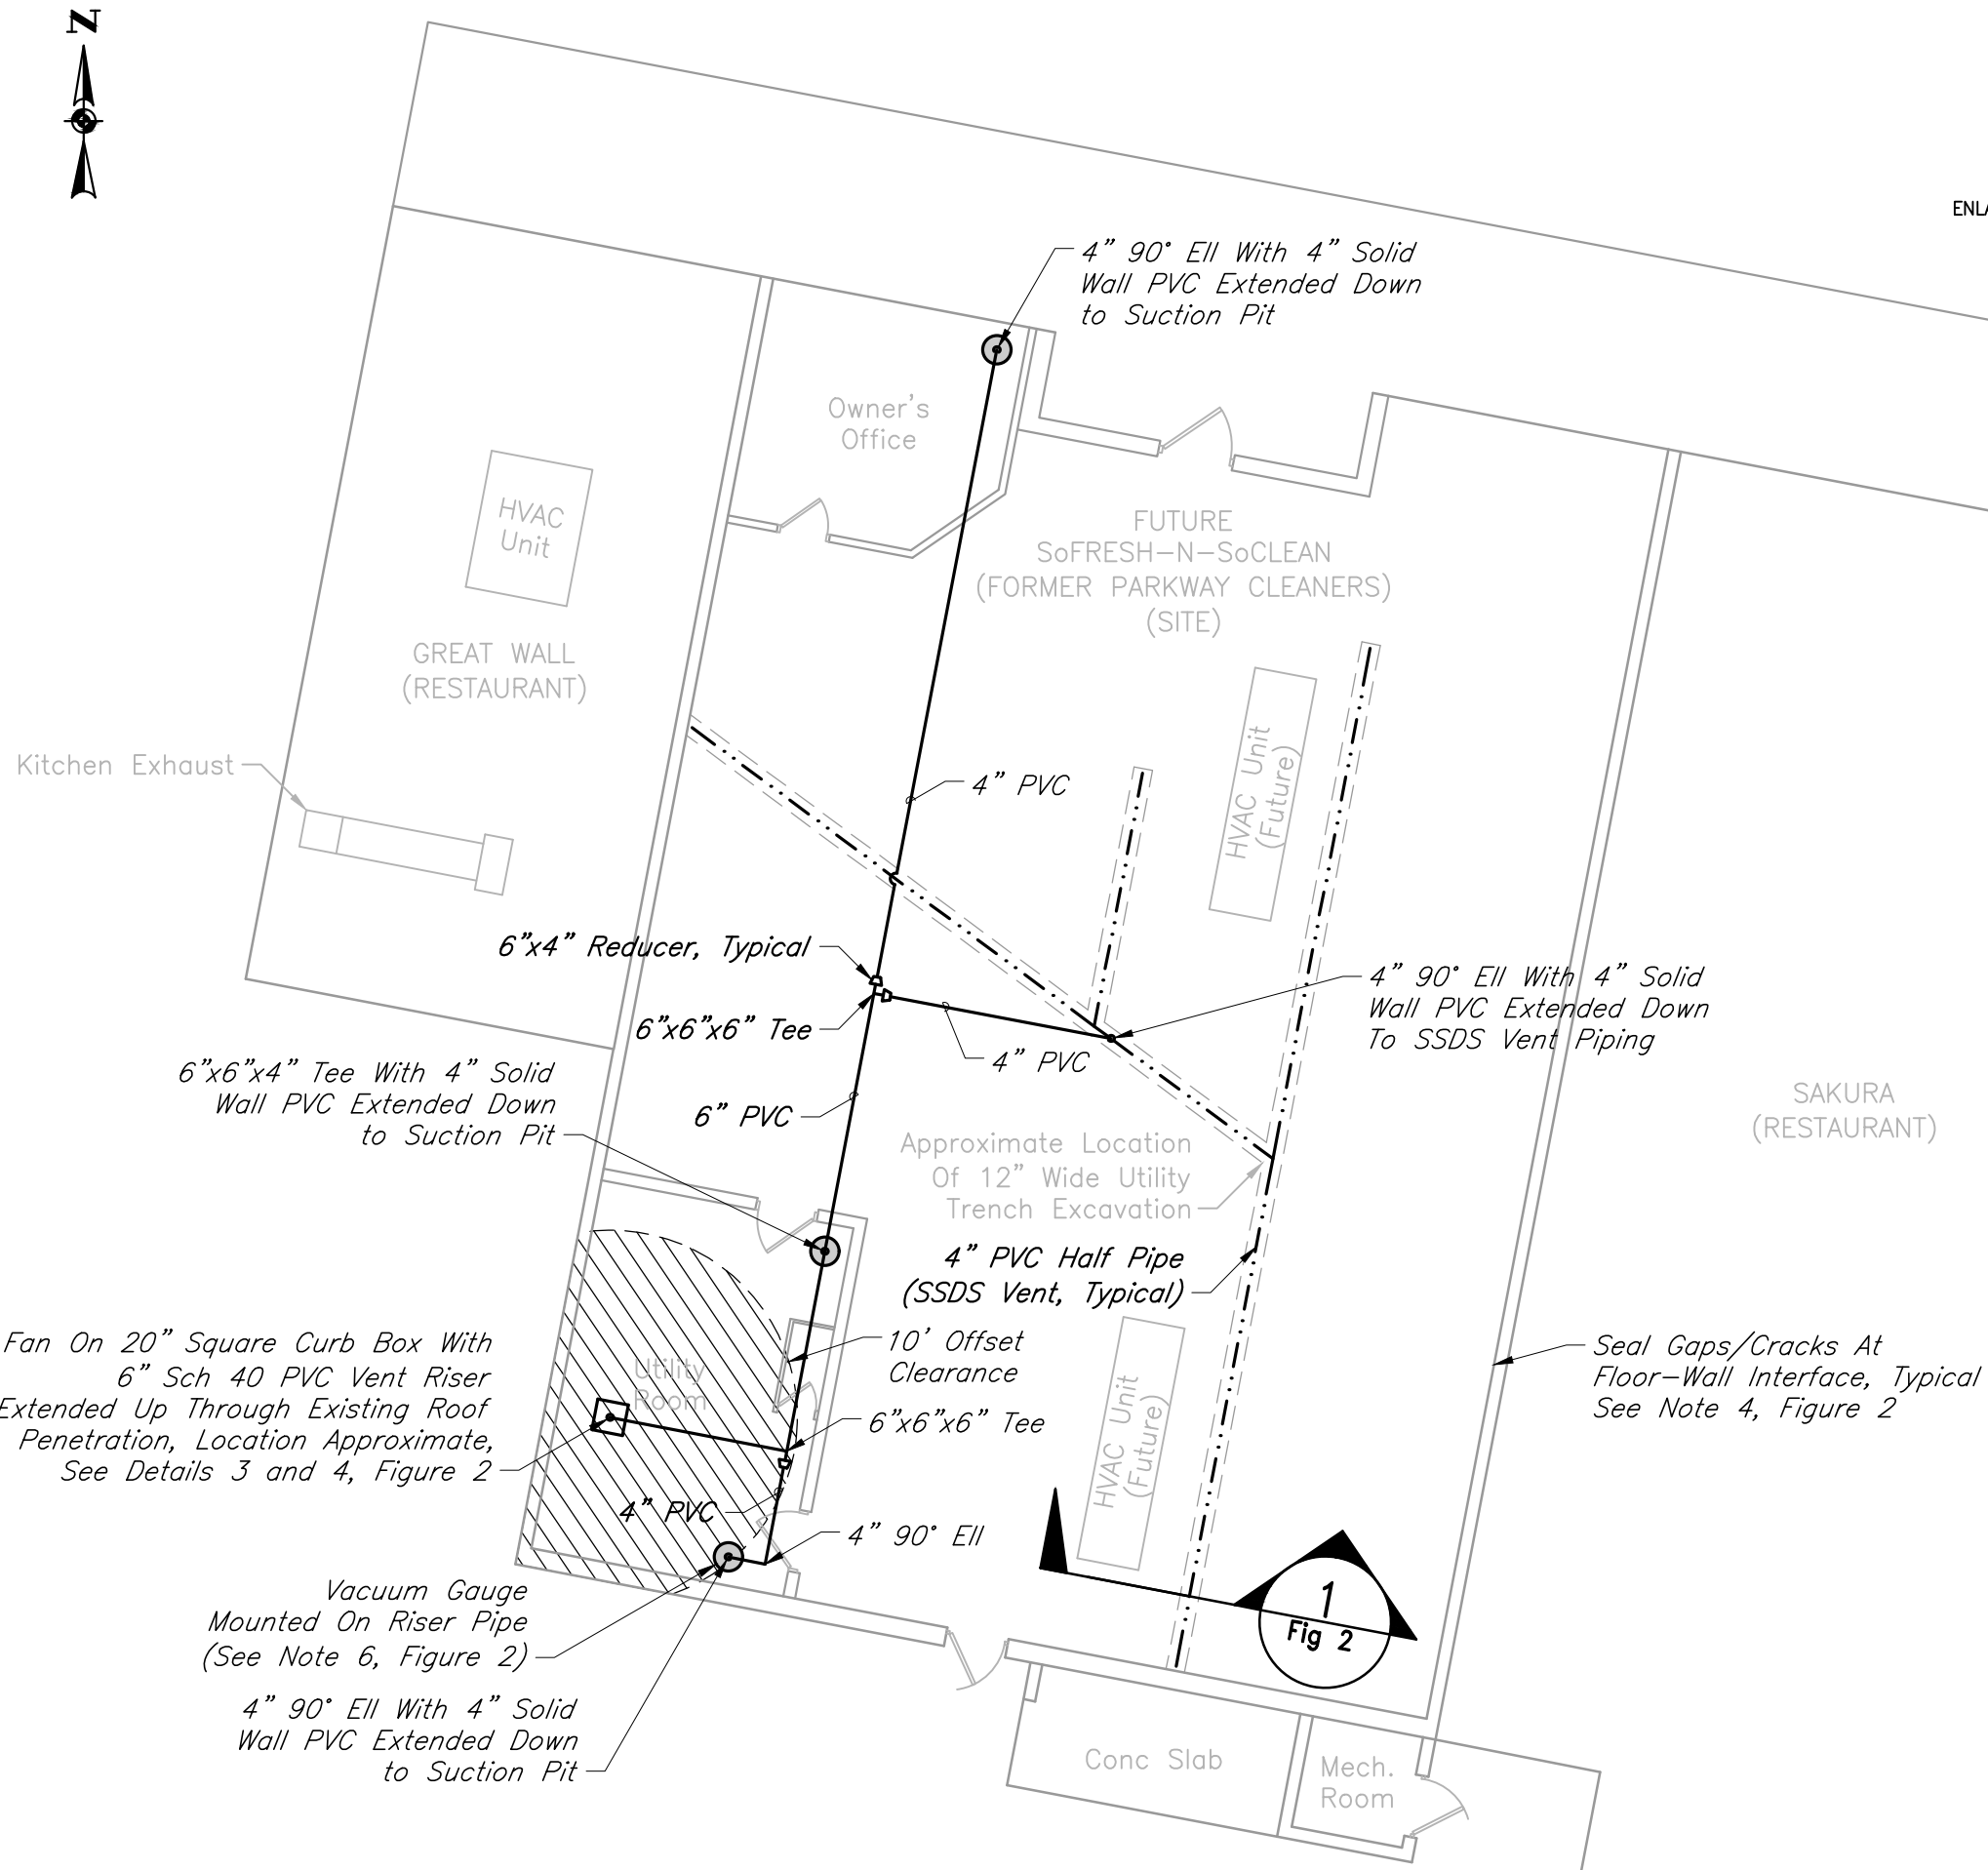 N
ENLA
4" 90° Ell With 4" Solid
Wall PVC Extended Down
to Suction Pit
Owner's
Office
HVAC
Unit
FUTURE
SoFRESH-N-SoCLEAN
(FORMER PARKWAY CLEANERS)
(SITE)
GREAT WALL
(RESTAURANT)
Kitchen Exhaust
4" PVC
HVAC Unit
(Future)
6"x4" Reducer, Typical
4" 90° Ell With 4" Solid
Wall PVC Extended Down
To SSDS Vent Piping
6"x6"x6" Tee
4" PVC
6"x6"x4" Tee With 4" Solid
Wall PVC Extended Down
to Suction Pit
6" PVC
SAKURA
(RESTAURANT)
Approximate Location
Of 12" Wide Utility
Trench Excavation
4" PVC Half Pipe
(SSDS Vent, Typical)
Fan On 20" Square Curb Box With
6" Sch 40 PVC Vent Riser
Extended Up Through Existing Roof
Penetration, Location Approximate,
See Details 3 and 4, Figure 2
Utility
Room
10' Offset
Clearance
Seal Gaps/Cracks At
Floor-Wall Interface, Typical
See Note 4, Figure 2
6"x6"x6" Tee
HVAC Unit
(Future)
4" PVC
4" 90° Ell
Vacuum Gauge
Mounted On Riser Pipe
(See Note 6, Figure 2)
1
Fig 2
4" 90° Ell With 4" Solid
Wall PVC Extended Down
to Suction Pit
Conc Slab
Mech.
Room